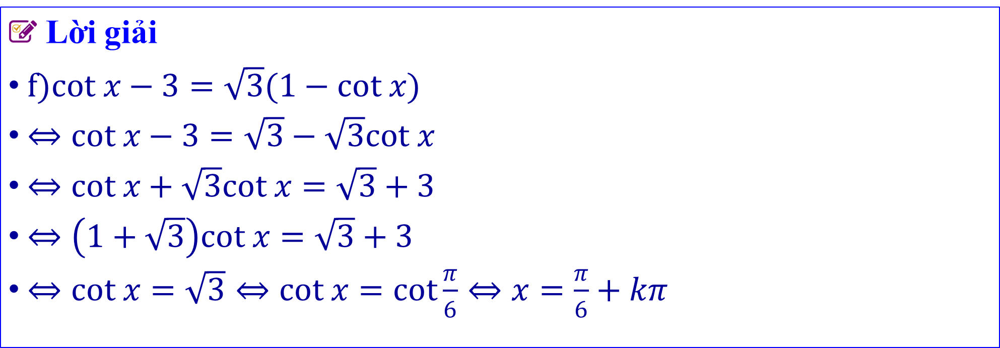 Lời giải
• f)cot x − 3 = √3(1 − cot x)
• ⇔ cot x − 3 = √3 − √3cot x
• ⇔ cot x + √3cot x = √3 + 3
• ⇔ (1 + √3)cot x = √3 + 3
• ⇔ cot x = √3 ⇔ cot x = cot π/6 ⇔ x = π/6 + kπ